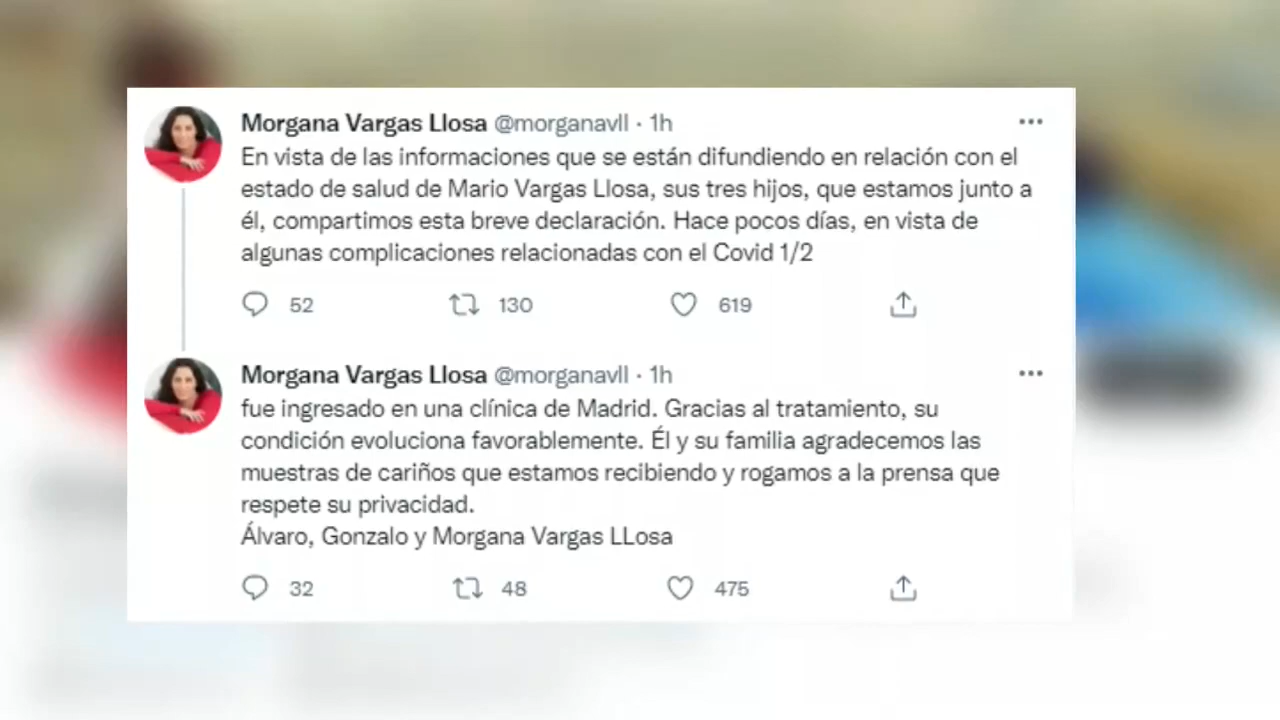 Morgana Vargas Llosa @morganavll · 1h
En vista de las informaciones que se están difundiendo en relación con el
estado de salud de Mario Vargas Llosa, sus tres hijos, que estamos junto a
él, compartimos esta breve declaración. Hace pocos días, en vista de
algunas complicaciones relacionadas con el Covid 1/2
52 130 619
Morgana Vargas Llosa @morganavll · 1h
fue ingresado en una clínica de Madrid. Gracias al tratamiento, su
condición evoluciona favorablemente. Él y su familia agradecemos las
muestras de cariños que estamos recibiendo y rogamos a la prensa que
respete su privacidad.
Álvaro, Gonzalo y Morgana Vargas LLosa
32 48 475